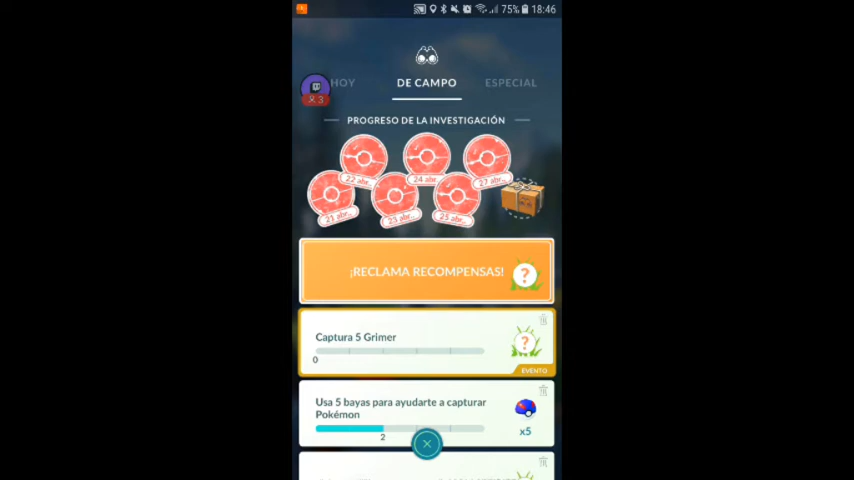 75% 18:46
HOY
DE CAMPO
ESPECIAL
3
PROGRESO DE LA INVESTIGACIÓN
22 abr.
24 abr.
27 abr.
21 abr.
23 abr.
25 abr.
¡RECLAMA RECOMPENSAS!
?
Captura 5 Grimer
0
?
EVENTO
Usa 5 bayas para ayudarte a capturar
Pokémon
2
x5